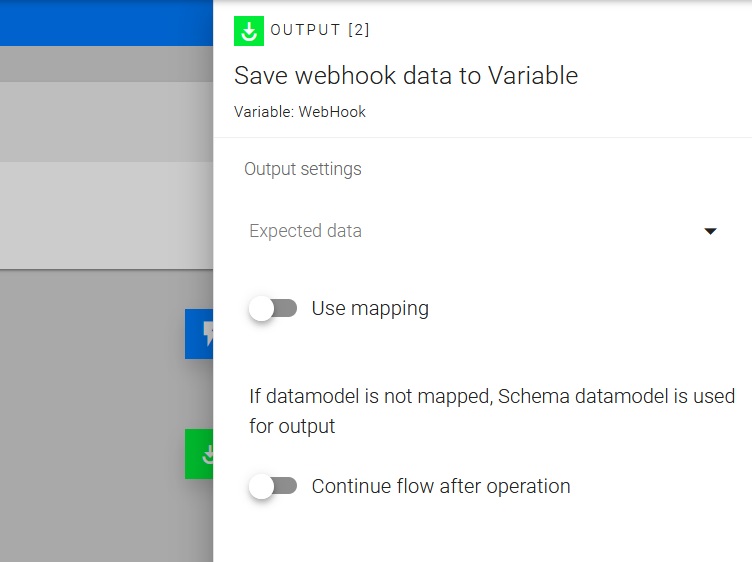 OUTPUT [2]
Save webhook data to Variable
Variable: WebHook
Output settings
Expected data
Use mapping
If datamodel is not mapped, Schema datamodel is used
for output
Continue flow after operation